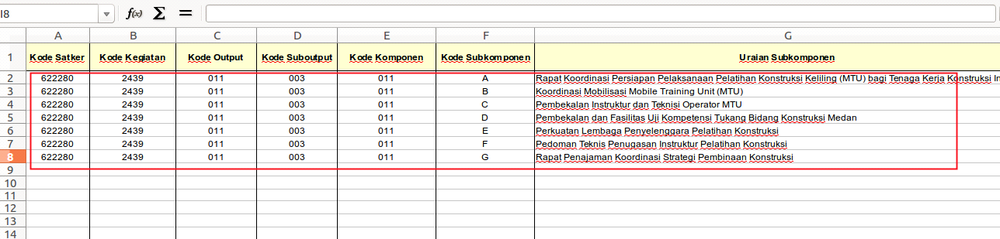 I8 f(x) Σ =
A B C D E F G
1 Kode Satker Kode Kegiatan Kode Output Kode Suboutput Kode Komponen Kode Subkomponen Uraian Subkomponen
2 622280 2439 011 003 011 A Rapat Koordinasi Persiapan Pelaksanaan Pelatihan Konstruksi Keliling (MTU) bagi Tenaga Kerja Konstruksi In
3 622280 2439 011 003 011 B Koordinasi Mobilisasi Mobile Training Unit (MTU)
4 622280 2439 011 003 011 C Pembekalan Instruktur dan Teknisi Operator MTU
5 622280 2439 011 003 011 D Pembekalan dan Fasilitas Uji Kompetensi Tukang Bidang Konstruksi Medan
6 622280 2439 011 003 011 E Perkuatan Lembaga Penyelenggara Pelatihan Konstruksi
7 622280 2439 011 003 011 F Pedoman Teknis Penugasan Instruktur Pelatihan Konstruksi
8 622280 2439 011 003 011 G Rapat Penajaman Koordinasi Strategi Pembinaan Konstruksi
9
10
11
12
13
14